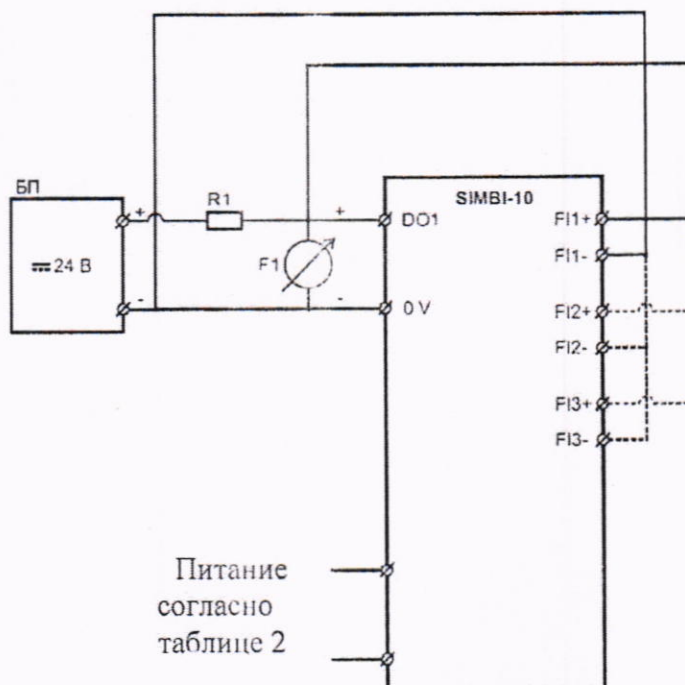 БП
R1
SIMBI-10
+
+
DO1
FI1+
24 В
F1
FI1-
-
-
0 V
FI2+
FI2-
FI3+
FI3-
Питание
согласно
таблице 2